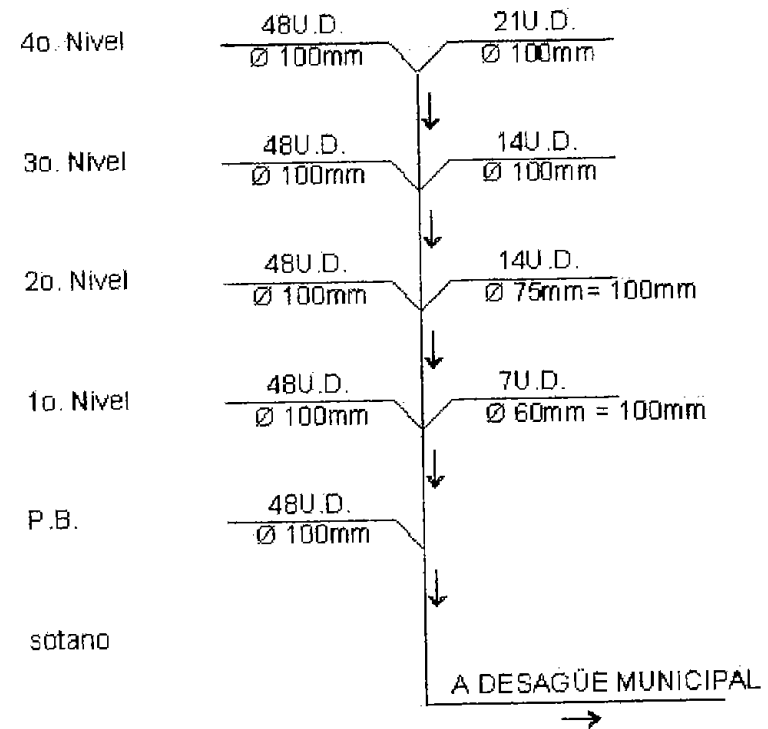 4o. Nivel 48U.D. 21U.D.
Ø 100mm Ø 100mm
3o. Nivel 48U.D. 14U.D.
Ø 100mm Ø 100mm
2o. Nivel 48U.D. 14U.D.
Ø 100mm Ø 75mm= 100mm
1o. Nivel 48U.D. 7U.D.
Ø 100mm Ø 60mm = 100mm
P.B. 48U.D.
Ø 100mm
sotano
A DESAGÜE MUNICIPAL